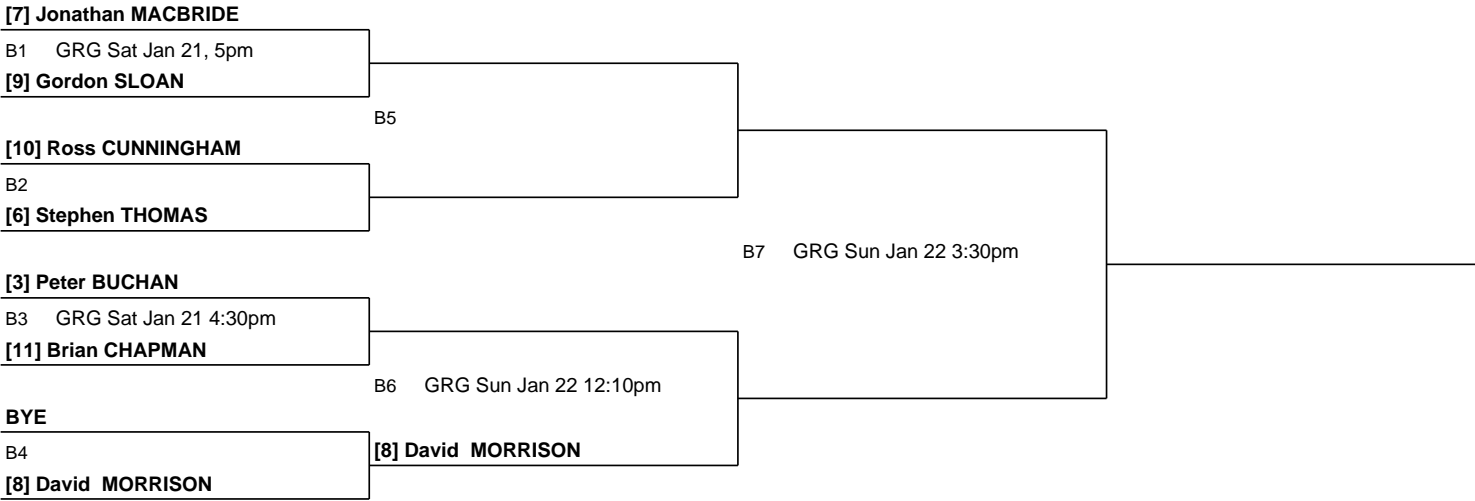 [7] Jonathan MACBRIDE
B1 GRG Sat Jan 21, 5pm
[9] Gordon SLOAN
B5
[10] Ross CUNNINGHAM
B2
[6] Stephen THOMAS
B7 GRG Sun Jan 22 3:30pm
[3] Peter BUCHAN
B3 GRG Sat Jan 21 4:30pm
[11] Brian CHAPMAN
B6 GRG Sun Jan 22 12:10pm
BYE
B4
[8] David MORRISON
[8] David MORRISON